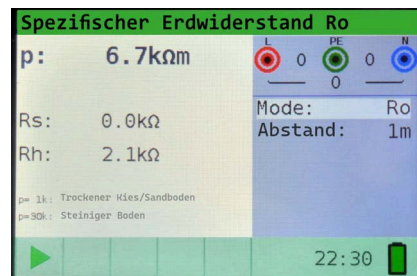 Spezifischer Erdwiderstand Ro
p: 6.7kΩm
L PE N
0 0
0
Mode: Ro
Abstand: 1m
Rs: 0.0kΩ
Rh: 2.1kΩ
p= 1k: Trockener Kies/Sandboden
p=30k: Steiniger Boden
22:30